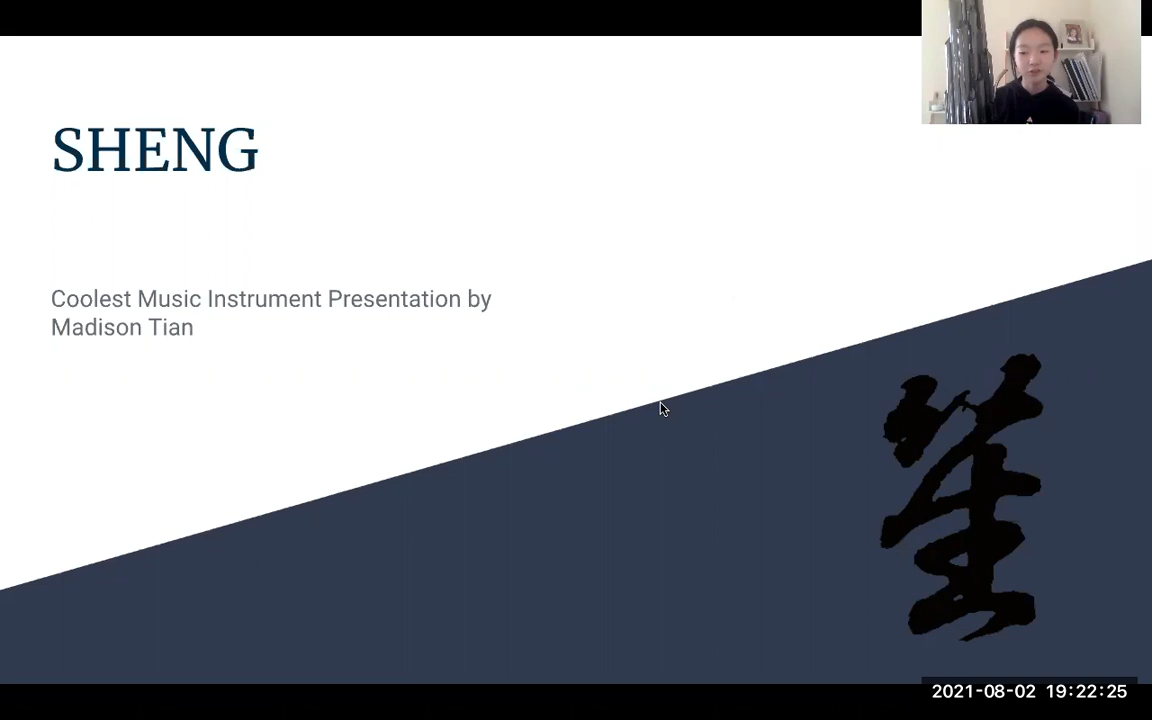 SHENG
Coolest Music Instrument Presentation by
Madison Tian
笙
2021-08-02 19:22:25